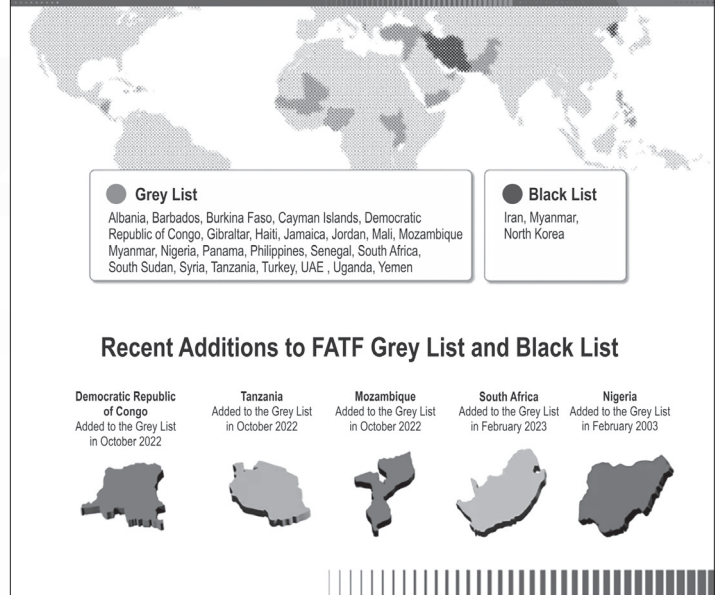 Grey List
Albania, Barbados, Burkina Faso, Cayman Islands, Democratic
Republic of Congo, Gibraltar, Haiti, Jamaica, Jordan, Mali, Mozambique
Myanmar, Nigeria, Panama, Philippines, Senegal, South Africa,
South Sudan, Syria, Tanzania, Turkey, UAE , Uganda, Yemen
Black List
Iran, Myanmar,
North Korea
Recent Additions to FATF Grey List and Black List
Democratic Republic
of Congo
Added to the Grey List
in October 2022
Tanzania
Added to the Grey List
in October 2022
Mozambique
Added to the Grey List
in October 2022
South Africa
Added to the Grey List
in February 2023
Nigeria
Added to the Grey List
in February 2003